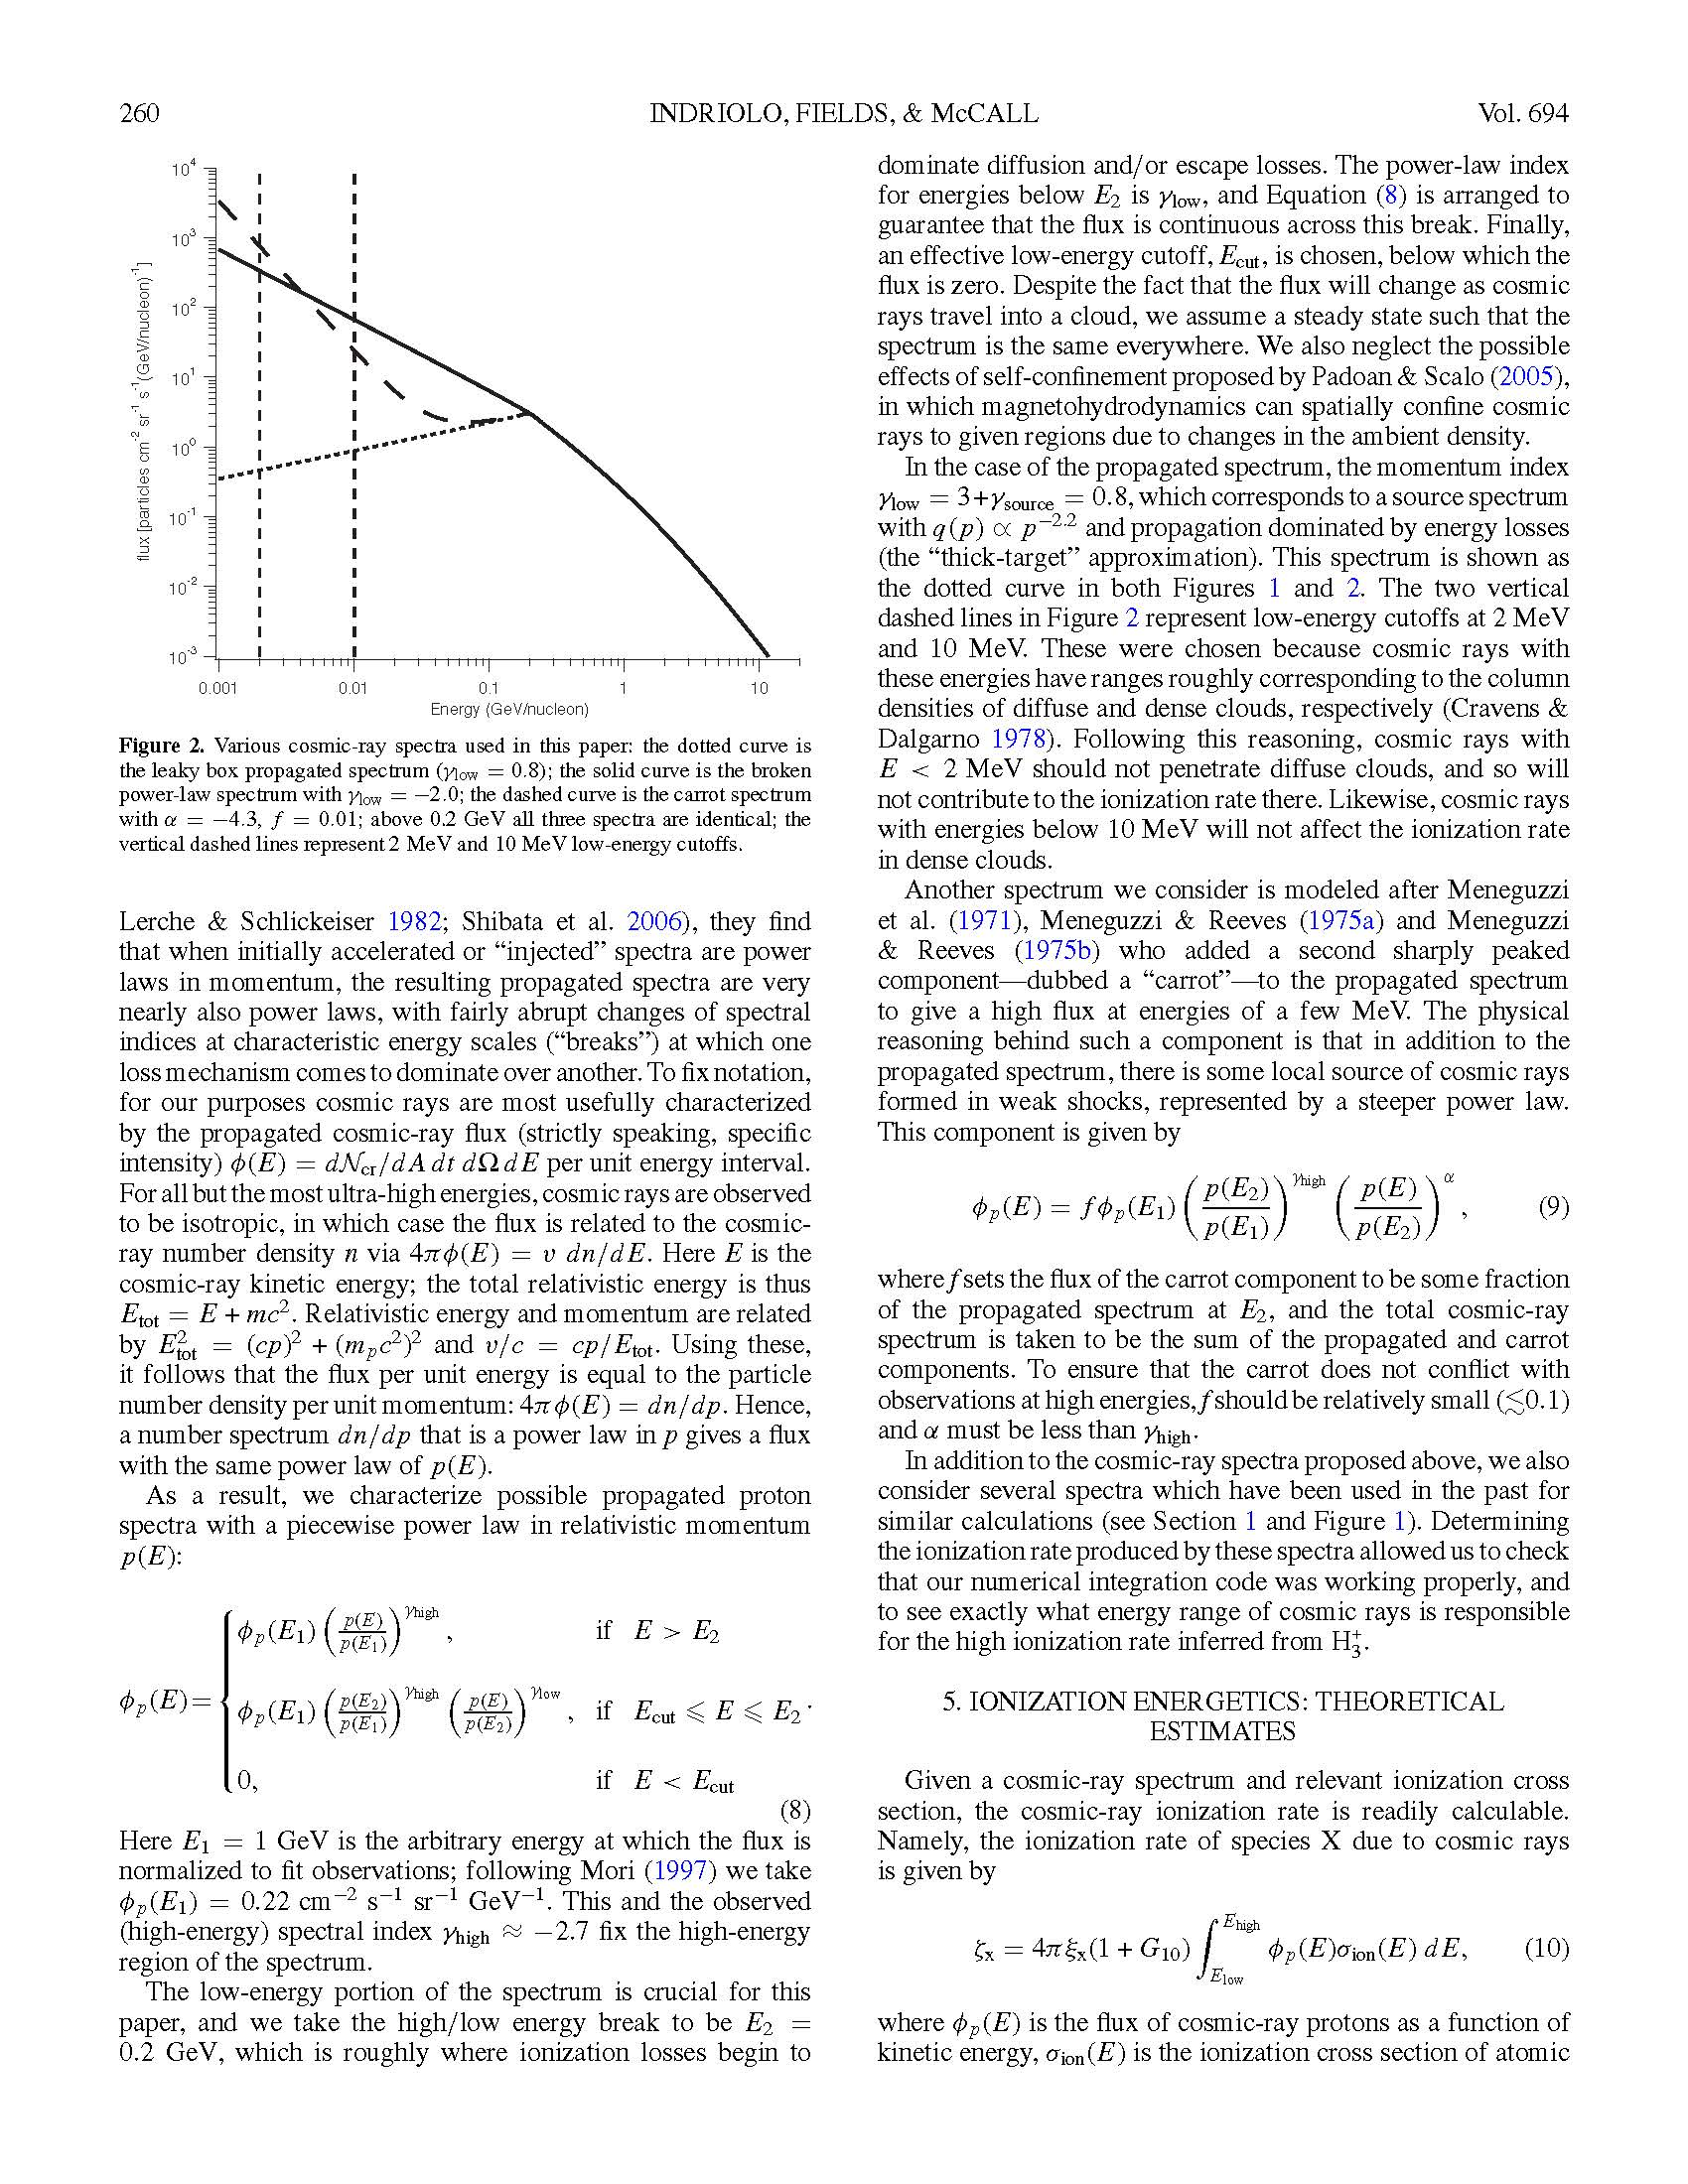 260
INDRIOLO, FIELDS, & McCALL
Vol. 694
10^4
10^3
10^2
10^1
10^0
10^-1
10^-2
10^-3
flux [particles cm^-2 sr^-1 s^-1 (GeV/nucleon)^-1]
0.001 0.01 0.1 1 10
Energy (GeV/nucleon)
Figure 2. Various cosmic-ray spectra used in this paper: the dotted curve is
the leaky box propagated spectrum (γlow = 0.8); the solid curve is the broken
power-law spectrum with γlow = −2.0; the dashed curve is the carrot spectrum
with α = −4.3, f = 0.01; above 0.2 GeV all three spectra are identical; the
vertical dashed lines represent 2 MeV and 10 MeV low-energy cutoffs.
Lerche & Schlickeiser 1982; Shibata et al. 2006), they find
that when initially accelerated or “injected” spectra are power
laws in momentum, the resulting propagated spectra are very
nearly also power laws, with fairly abrupt changes of spectral
indices at characteristic energy scales (“breaks”) at which one
loss mechanism comes to dominate over another. To fix notation,
for our purposes cosmic rays are most usefully characterized
by the propagated cosmic-ray flux (strictly speaking, specific
intensity) ϕ(E) = dNcr/dA dt dΩ dE per unit energy interval.
For all but the most ultra-high energies, cosmic rays are observed
to be isotropic, in which case the flux is related to the cosmic-
ray number density n via 4πϕ(E) = v dn/dE. Here E is the
cosmic-ray kinetic energy; the total relativistic energy is thus
Etot = E + mc². Relativistic energy and momentum are related
by E²tot = (cp)² + (mpc²)² and v/c = cp/Etot. Using these,
it follows that the flux per unit energy is equal to the particle
number density per unit momentum: 4πϕ(E) = dn/dp. Hence,
a number spectrum dn/dp that is a power law in p gives a flux
with the same power law of p(E).
As a result, we characterize possible propagated proton
spectra with a piecewise power law in relativistic momentum
p(E):
ϕp(E) = { ϕp(E1) (p(E)/p(E1))^γhigh, if E > E2
ϕp(E1) (p(E2)/p(E1))^γhigh (p(E)/p(E2))^γlow, if Ecut ⩽ E ⩽ E2 .
0, if E < Ecut
(8)
Here E1 = 1 GeV is the arbitrary energy at which the flux is
normalized to fit observations; following Mori (1997) we take
ϕp(E1) = 0.22 cm−2 s−1 sr−1 GeV−1. This and the observed
(high-energy) spectral index γhigh ≈ −2.7 fix the high-energy
region of the spectrum.
The low-energy portion of the spectrum is crucial for this
paper, and we take the high/low energy break to be E2 =
0.2 GeV, which is roughly where ionization losses begin to
dominate diffusion and/or escape losses. The power-law index
for energies below E2 is γlow, and Equation (8) is arranged to
guarantee that the flux is continuous across this break. Finally,
an effective low-energy cutoff, Ecut, is chosen, below which the
flux is zero. Despite the fact that the flux will change as cosmic
rays travel into a cloud, we assume a steady state such that the
spectrum is the same everywhere. We also neglect the possible
effects of self-confinement proposed by Padoan & Scalo (2005),
in which magnetohydrodynamics can spatially confine cosmic
rays to given regions due to changes in the ambient density.
In the case of the propagated spectrum, the momentum index
γlow = 3+γsource = 0.8, which corresponds to a source spectrum
with q(p) ∝ p−2.2 and propagation dominated by energy losses
(the “thick-target” approximation). This spectrum is shown as
the dotted curve in both Figures 1 and 2. The two vertical
dashed lines in Figure 2 represent low-energy cutoffs at 2 MeV
and 10 MeV. These were chosen because cosmic rays with
these energies have ranges roughly corresponding to the column
densities of diffuse and dense clouds, respectively (Cravens &
Dalgarno 1978). Following this reasoning, cosmic rays with
E < 2 MeV should not penetrate diffuse clouds, and so will
not contribute to the ionization rate there. Likewise, cosmic rays
with energies below 10 MeV will not affect the ionization rate
in dense clouds.
Another spectrum we consider is modeled after Meneguzzi
et al. (1971), Meneguzzi & Reeves (1975a) and Meneguzzi
& Reeves (1975b) who added a second sharply peaked
component—dubbed a “carrot”—to the propagated spectrum
to give a high flux at energies of a few MeV. The physical
reasoning behind such a component is that in addition to the
propagated spectrum, there is some local source of cosmic rays
formed in weak shocks, represented by a steeper power law.
This component is given by
ϕp(E) = fϕp(E1) (p(E2)/p(E1))^γhigh (p(E)/p(E2))^α, (9)
where f sets the flux of the carrot component to be some fraction
of the propagated spectrum at E2, and the total cosmic-ray
spectrum is taken to be the sum of the propagated and carrot
components. To ensure that the carrot does not conflict with
observations at high energies, f should be relatively small (≲0.1)
and α must be less than γhigh.
In addition to the cosmic-ray spectra proposed above, we also
consider several spectra which have been used in the past for
similar calculations (see Section 1 and Figure 1). Determining
the ionization rate produced by these spectra allowed us to check
that our numerical integration code was working properly, and
to see exactly what energy range of cosmic rays is responsible
for the high ionization rate inferred from H3+.
5. IONIZATION ENERGETICS: THEORETICAL
ESTIMATES
Given a cosmic-ray spectrum and relevant ionization cross
section, the cosmic-ray ionization rate is readily calculable.
Namely, the ionization rate of species X due to cosmic rays
is given by
ζx = 4πξx(1 + G10) ∫_Elow^Ehigh ϕp(E)σion(E) dE, (10)
where ϕp(E) is the flux of cosmic-ray protons as a function of
kinetic energy, σion(E) is the ionization cross section of atomic